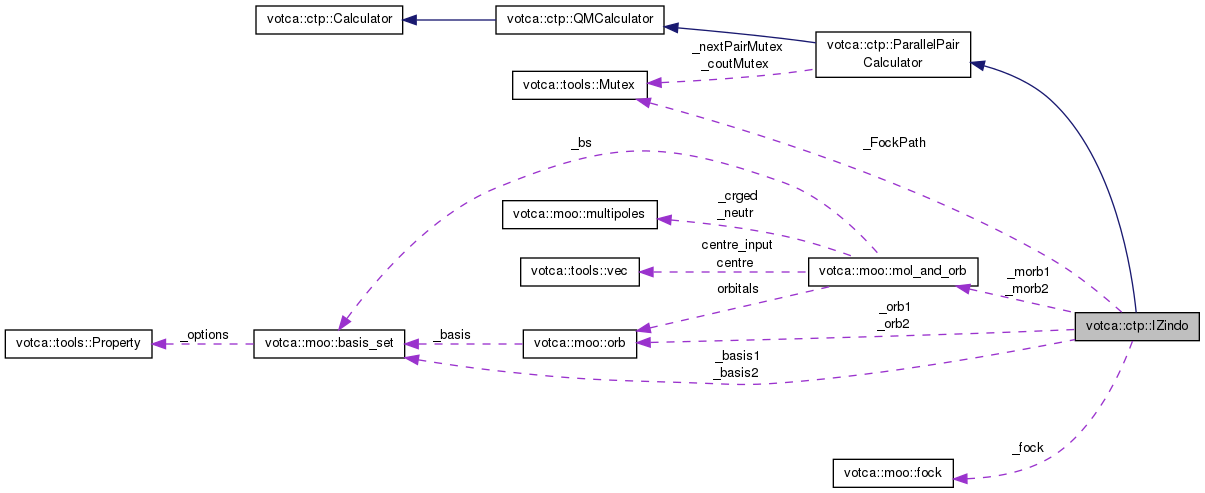 votca::ctp::Calculator
votca::ctp::QMCalculator
votca::ctp::ParallelPair
Calculator
_nextPairMutex
_coutMutex
votca::tools::Mutex
_bs
_FockPath
_crged
_neutr
votca::moo::multipoles
centre_input
centre
votca::tools::vec
votca::moo::mol_and_orb
_morb1
_morb2
orbitals
_orb1
_orb2
votca::ctp::IZindo
votca::tools::Property
_options
votca::moo::basis_set
_basis
votca::moo::orb
_basis1
_basis2
_fock
votca::moo::fock